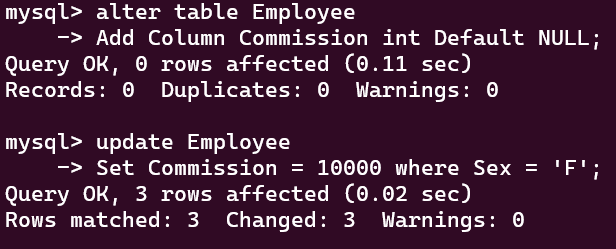 mysql> alter table Employee
    -> Add Column Commission int Default NULL;
Query OK, 0 rows affected (0.11 sec)
Records: 0  Duplicates: 0  Warnings: 0

mysql> update Employee
    -> Set Commission = 10000 where Sex = 'F';
Query OK, 3 rows affected (0.02 sec)
Rows matched: 3  Changed: 3  Warnings: 0